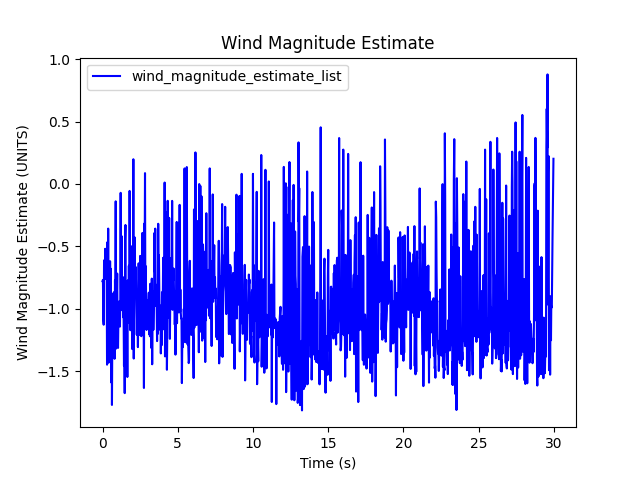 Wind Magnitude Estimate
wind_magnitude_estimate_list
Wind Magnitude Estimate (UNITS)
1.0
0.5
0.0
−0.5
−1.0
−1.5
0 5 10 15 20 25 30
Time (s)